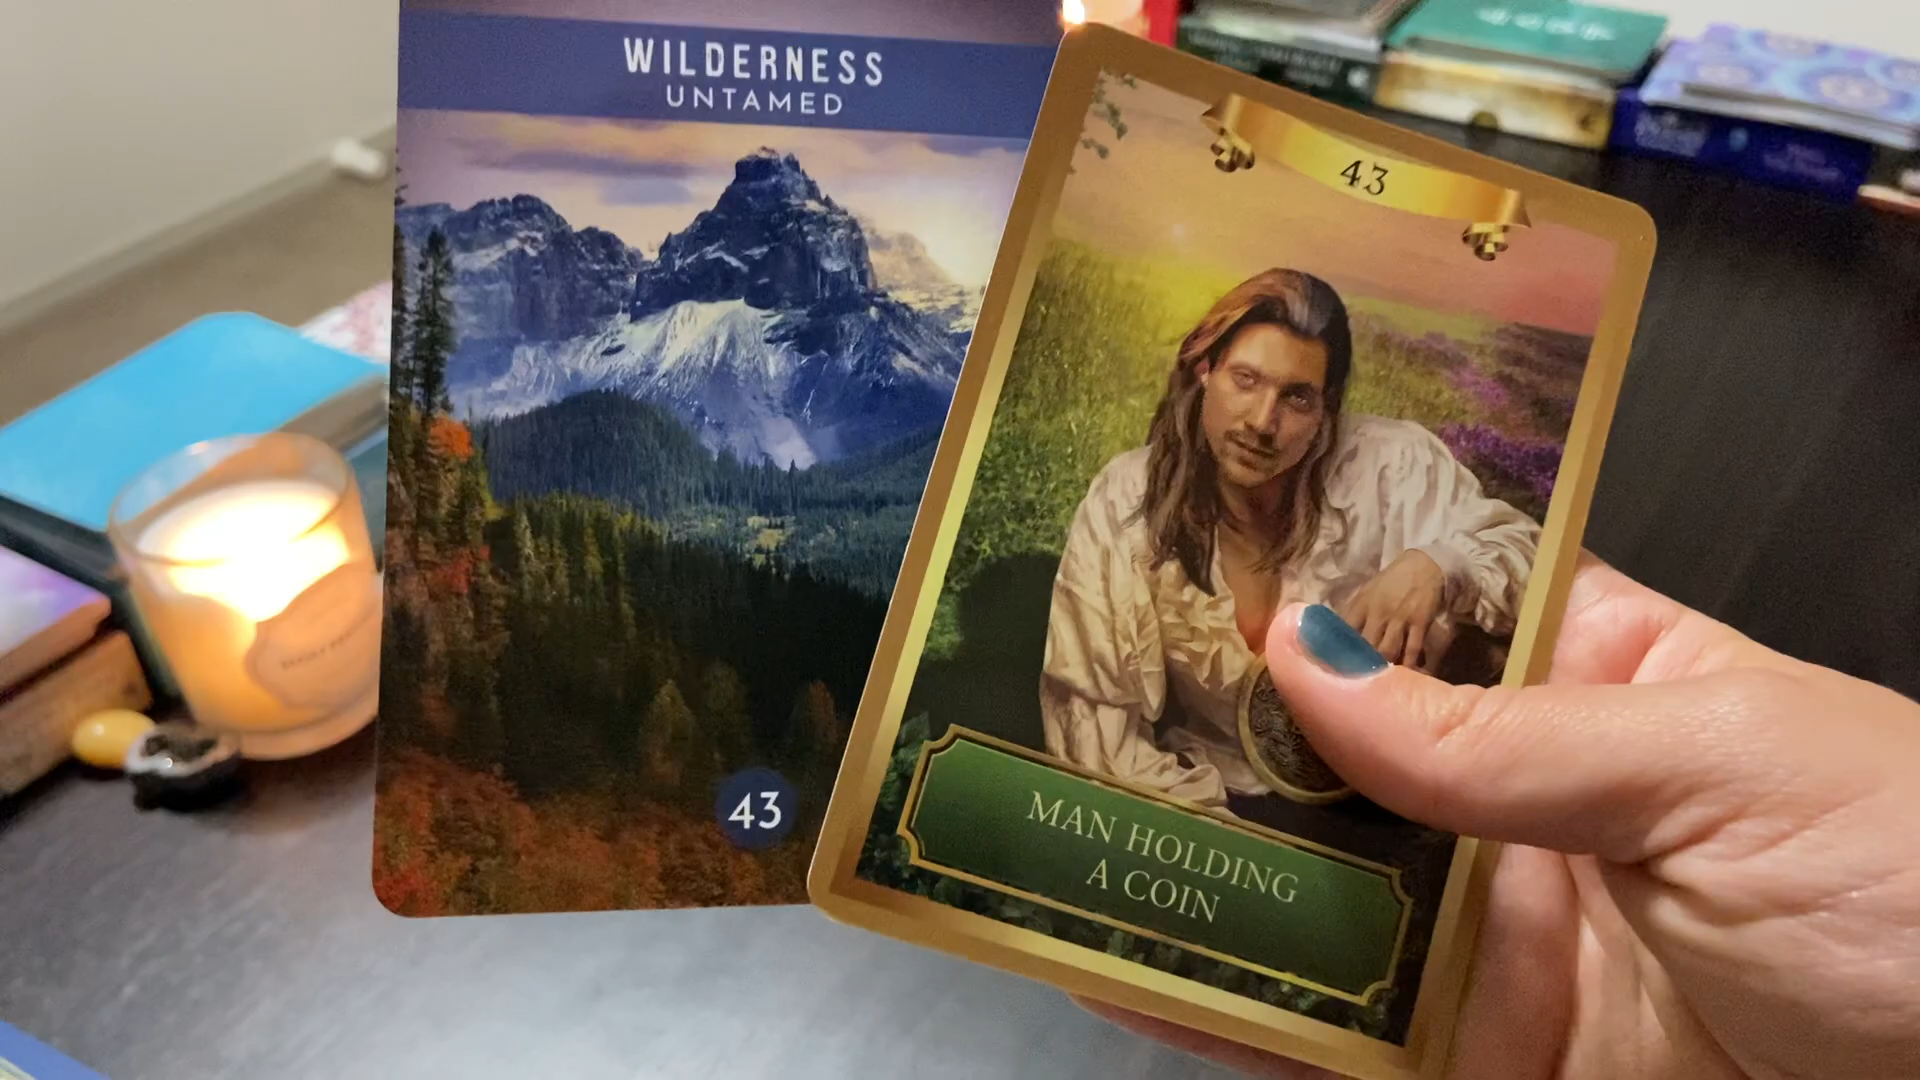 WILDERNESS
UNTAMED
43
43
MAN HOLDING
A COIN